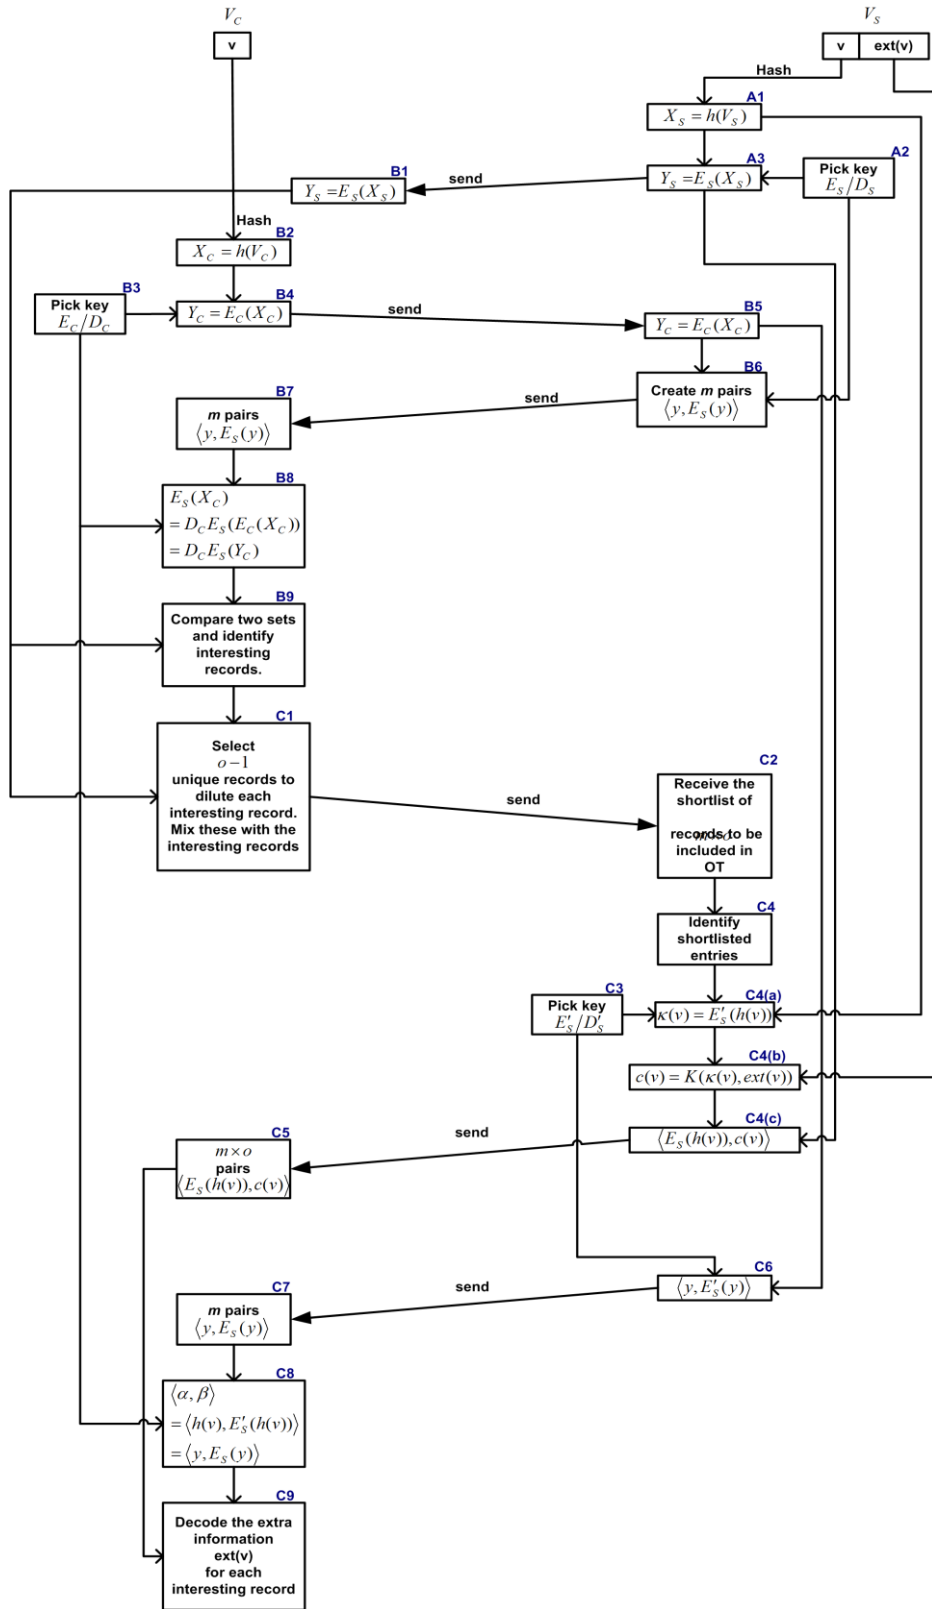 V_C
V_S
v
v
ext(v)
Hash
A1
X_S = h(V_S)
A2
Pick key
E_S/D_S
A3
Y_S = E_S(X_S)
send
B1
Y_S = E_S(X_S)
Hash
B2
X_C = h(V_C)
B3
Pick key
E_C/D_C
B4
Y_C = E_C(X_C)
send
B5
Y_C = E_C(X_C)
B6
Create m pairs
⟨y, E_S(y)⟩
send
B7
m pairs
⟨y, E_S(y)⟩
B8
E_S(X_C)
= D_C E_S(E_C(X_C))
= D_C E_S(Y_C)
B9
Compare two sets
and identify
interesting
records.
C1
Select
o−1
unique records to
dilute each
interesting record.
Mix these with the
interesting records
send
C2
Receive the
shortlist of
records to be
included in
OT
C4
Identify
shortlisted
entries
C3
Pick key
E'_S/D'_S
C4(a)
κ(v) = E'_S(h(v))
C4(b)
c(v) = K(κ(v), ext(v))
C4(c)
⟨E_S(h(v)), c(v)⟩
send
C5
m×o
pairs
⟨E_S(h(v)), c(v)⟩
C6
⟨y, E'_S(y)⟩
send
C7
m pairs
⟨y, E_S(y)⟩
C8
⟨α, β⟩
= ⟨h(v), E'_S(h(v))⟩
= ⟨y, E_S(y)⟩
C9
Decode the extra
information
ext(v)
for each
interesting record